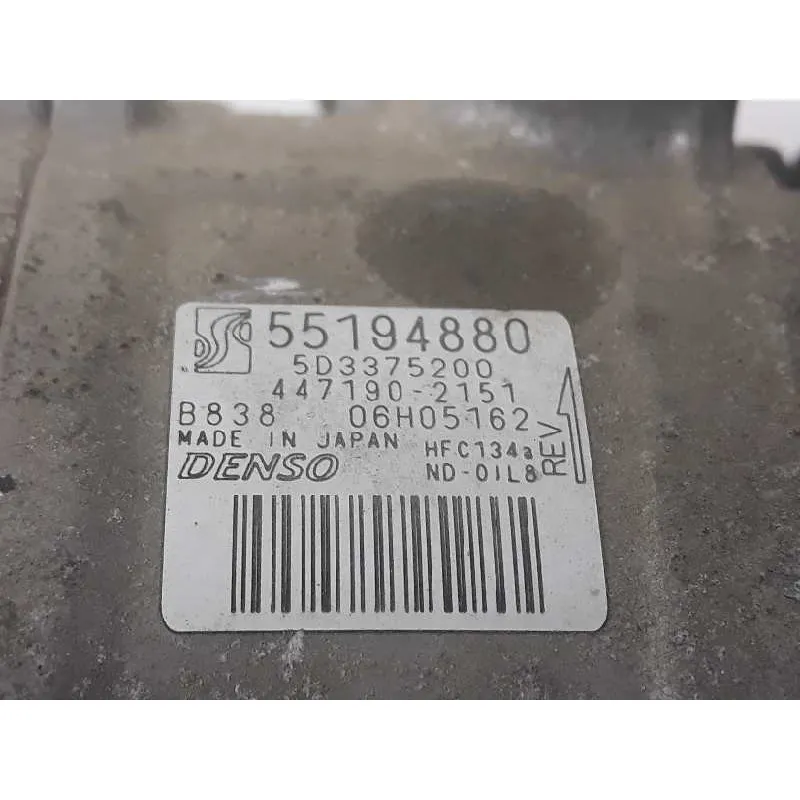 55194880
5D3375200
447190-2151
B838 06H05162
MADE IN JAPAN HFC134a
DENSO ND-OIL8
REV